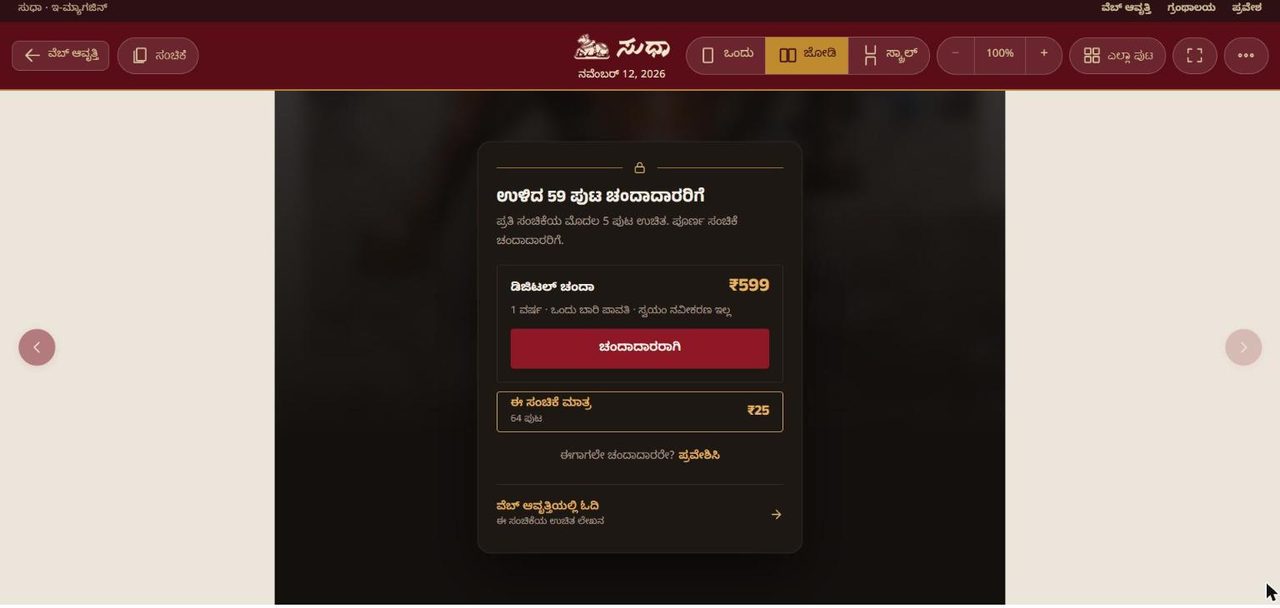 ಸುಧಾ · ಇ-ಮ್ಯಾಗಜಿನ್
ವೆಬ್ ಆವೃತ್ತಿ ಗ್ರಂಥಾಲಯ ಪ್ರವೇಶ
ವೆಬ್ ಆವೃತ್ತಿ
ಸಂಚಿಕೆ
ಸುಧಾ
ನವೆಂಬರ್ 12, 2026
ಒಂದು
ಜೋಡಿ
ಸ್ಕ್ರಾಲ್
− 100% +
ಎಲ್ಲಾ ಪುಟ
ಉಳಿದ 59 ಪುಟ ಚಂದಾದಾರರಿಗೆ
ಪ್ರತಿ ಸಂಚಿಕೆಯ ಮೊದಲ 5 ಪುಟ ಉಚಿತ. ಪೂರ್ಣ ಸಂಚಿಕೆ
ಚಂದಾದಾರರಿಗೆ.
ಡಿಜಿಟಲ್ ಚಂದಾ ₹599
1 ವರ್ಷ · ಒಂದು ಬಾರಿ ಪಾವತಿ · ಸ್ವಯಂ ನವೀಕರಣ ಇಲ್ಲ
ಚಂದಾದಾರರಾಗಿ
ಈ ಸಂಚಿಕೆ ಮಾತ್ರ ₹25
64 ಪುಟ
ಈಗಾಗಲೇ ಚಂದಾದಾರರೇ? ಪ್ರವೇಶಿಸಿ
ವೆಬ್ ಆವೃತ್ತಿಯಲ್ಲಿ ಓದಿ
ಈ ಸಂಚಿಕೆಯ ಉಚಿತ ಲೇಖನ